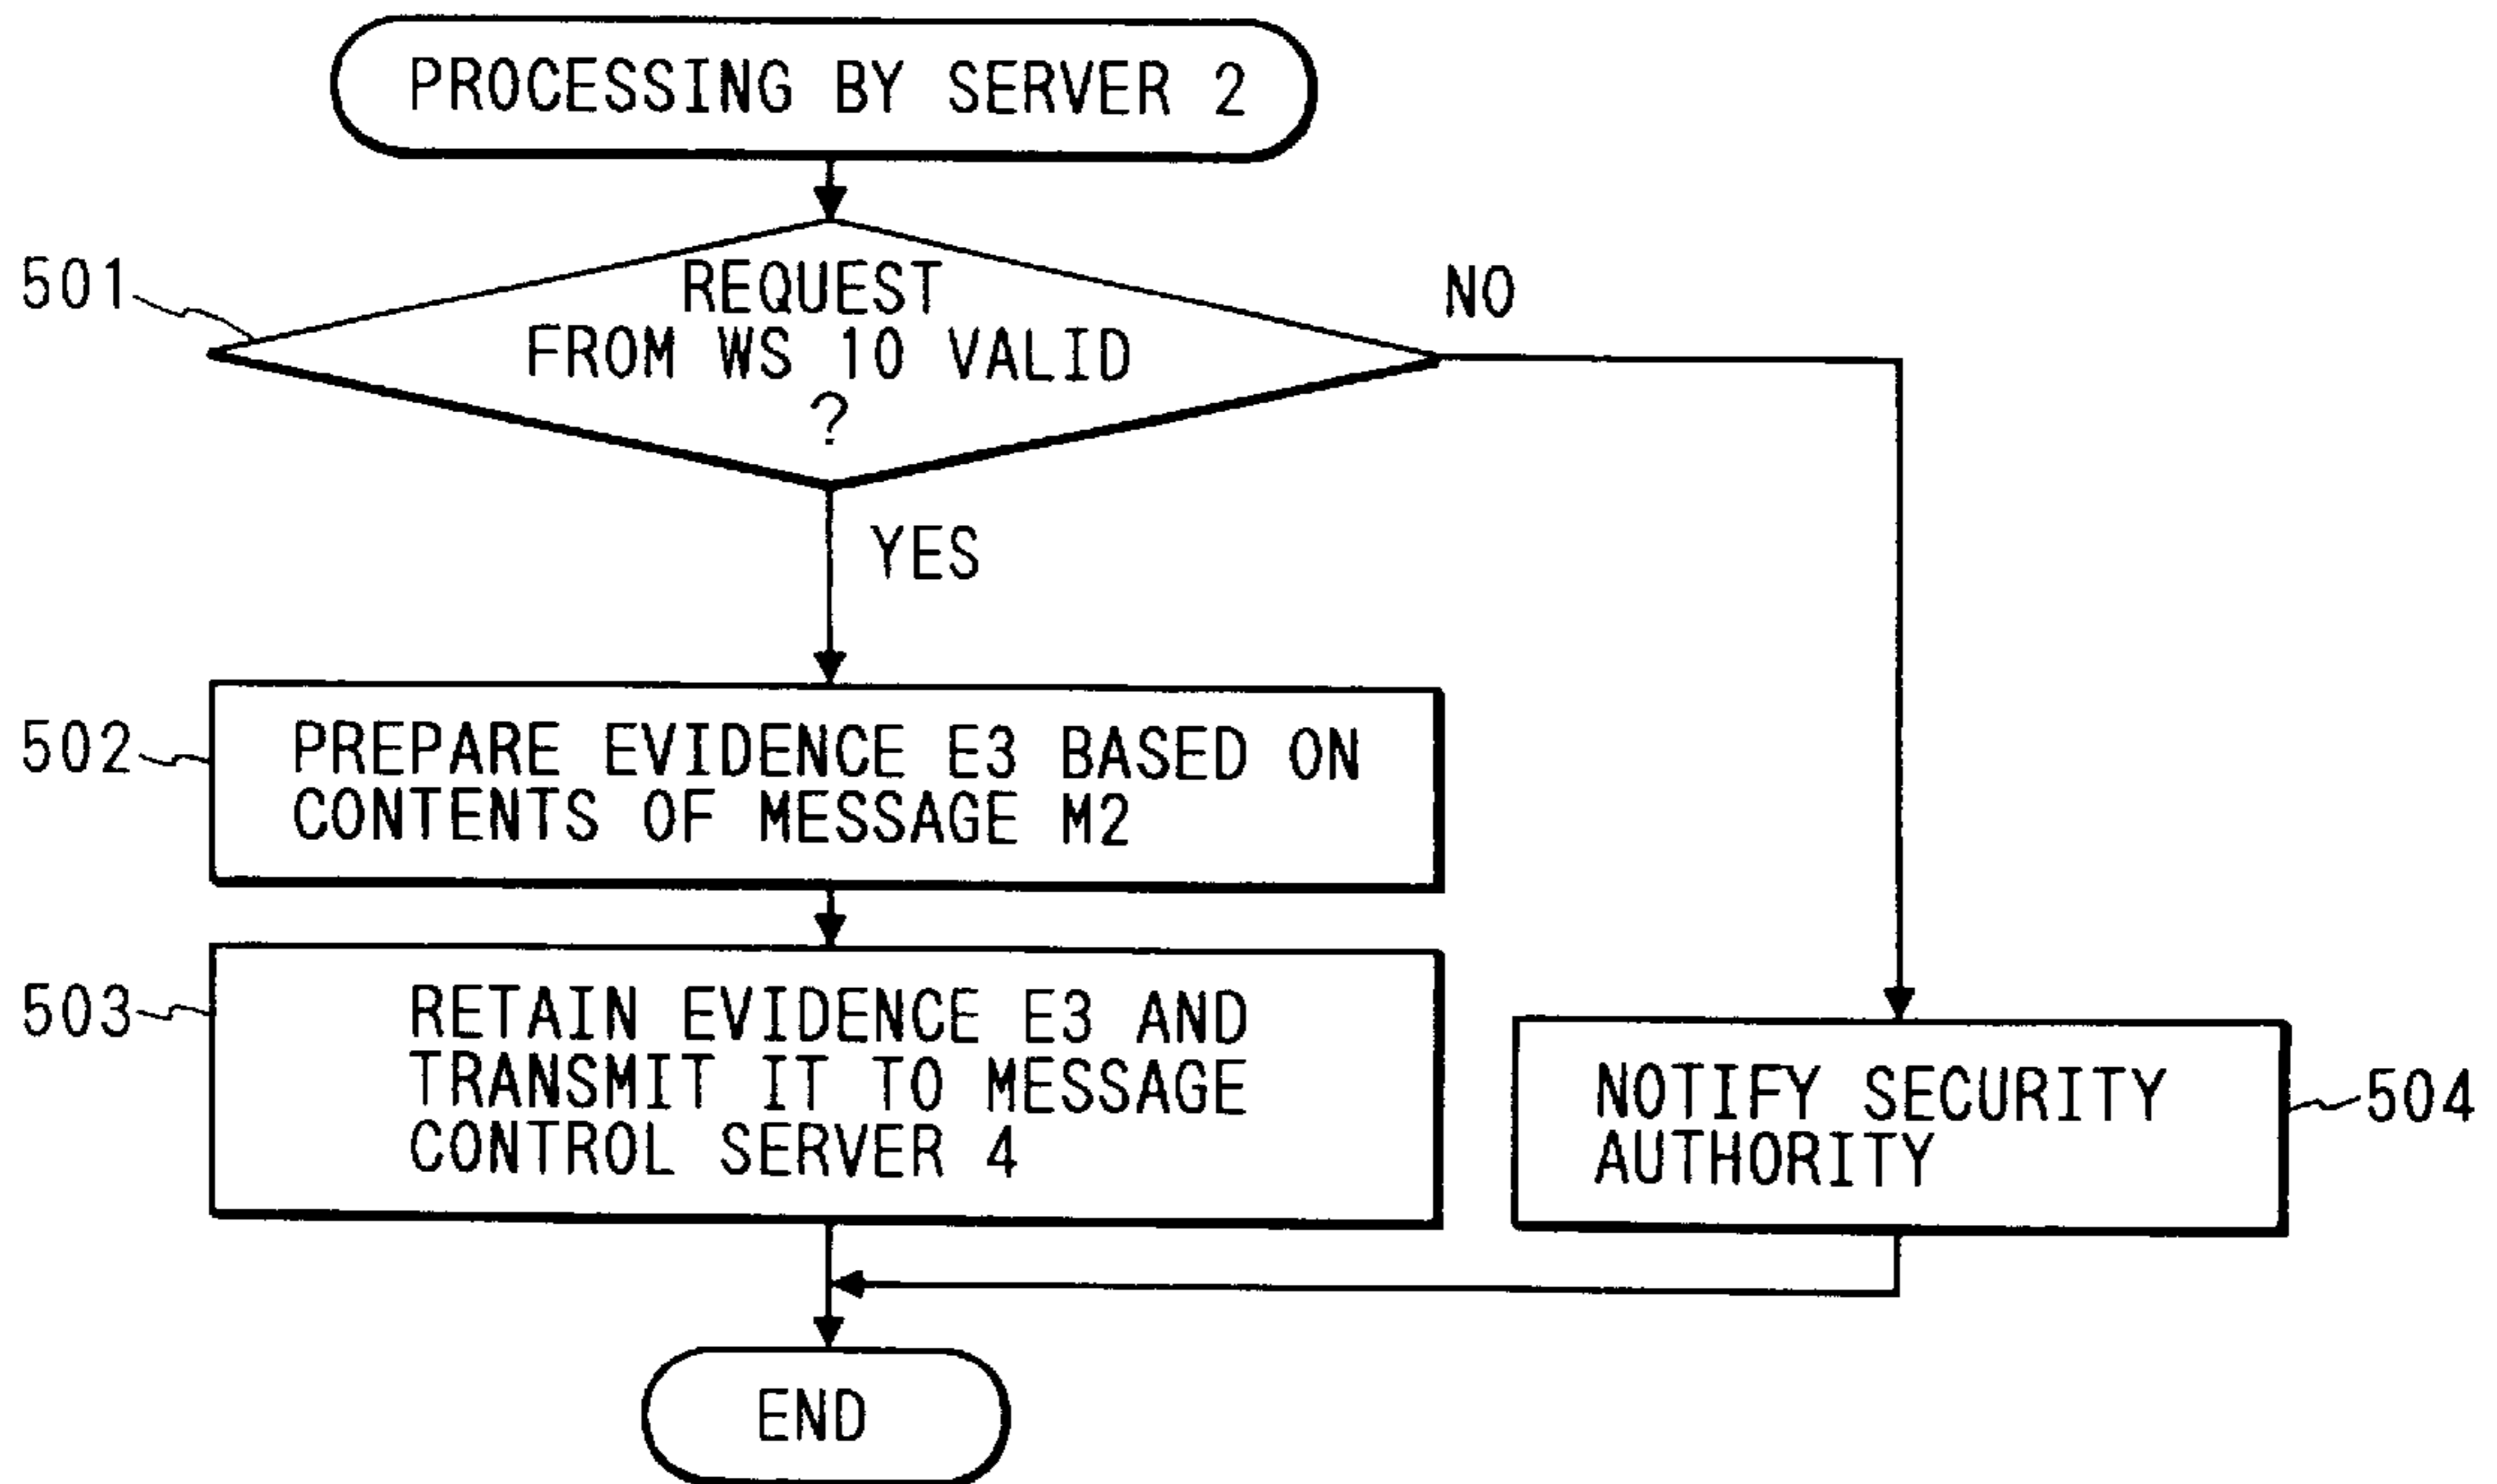 PROCESSING BY SERVER 2
501
REQUEST
FROM WS 10 VALID
?
NO
YES
502
PREPARE EVIDENCE E3 BASED ON
CONTENTS OF MESSAGE M2
503
RETAIN EVIDENCE E3 AND
TRANSMIT IT TO MESSAGE
CONTROL SERVER 4
NOTIFY SECURITY
AUTHORITY
504
END